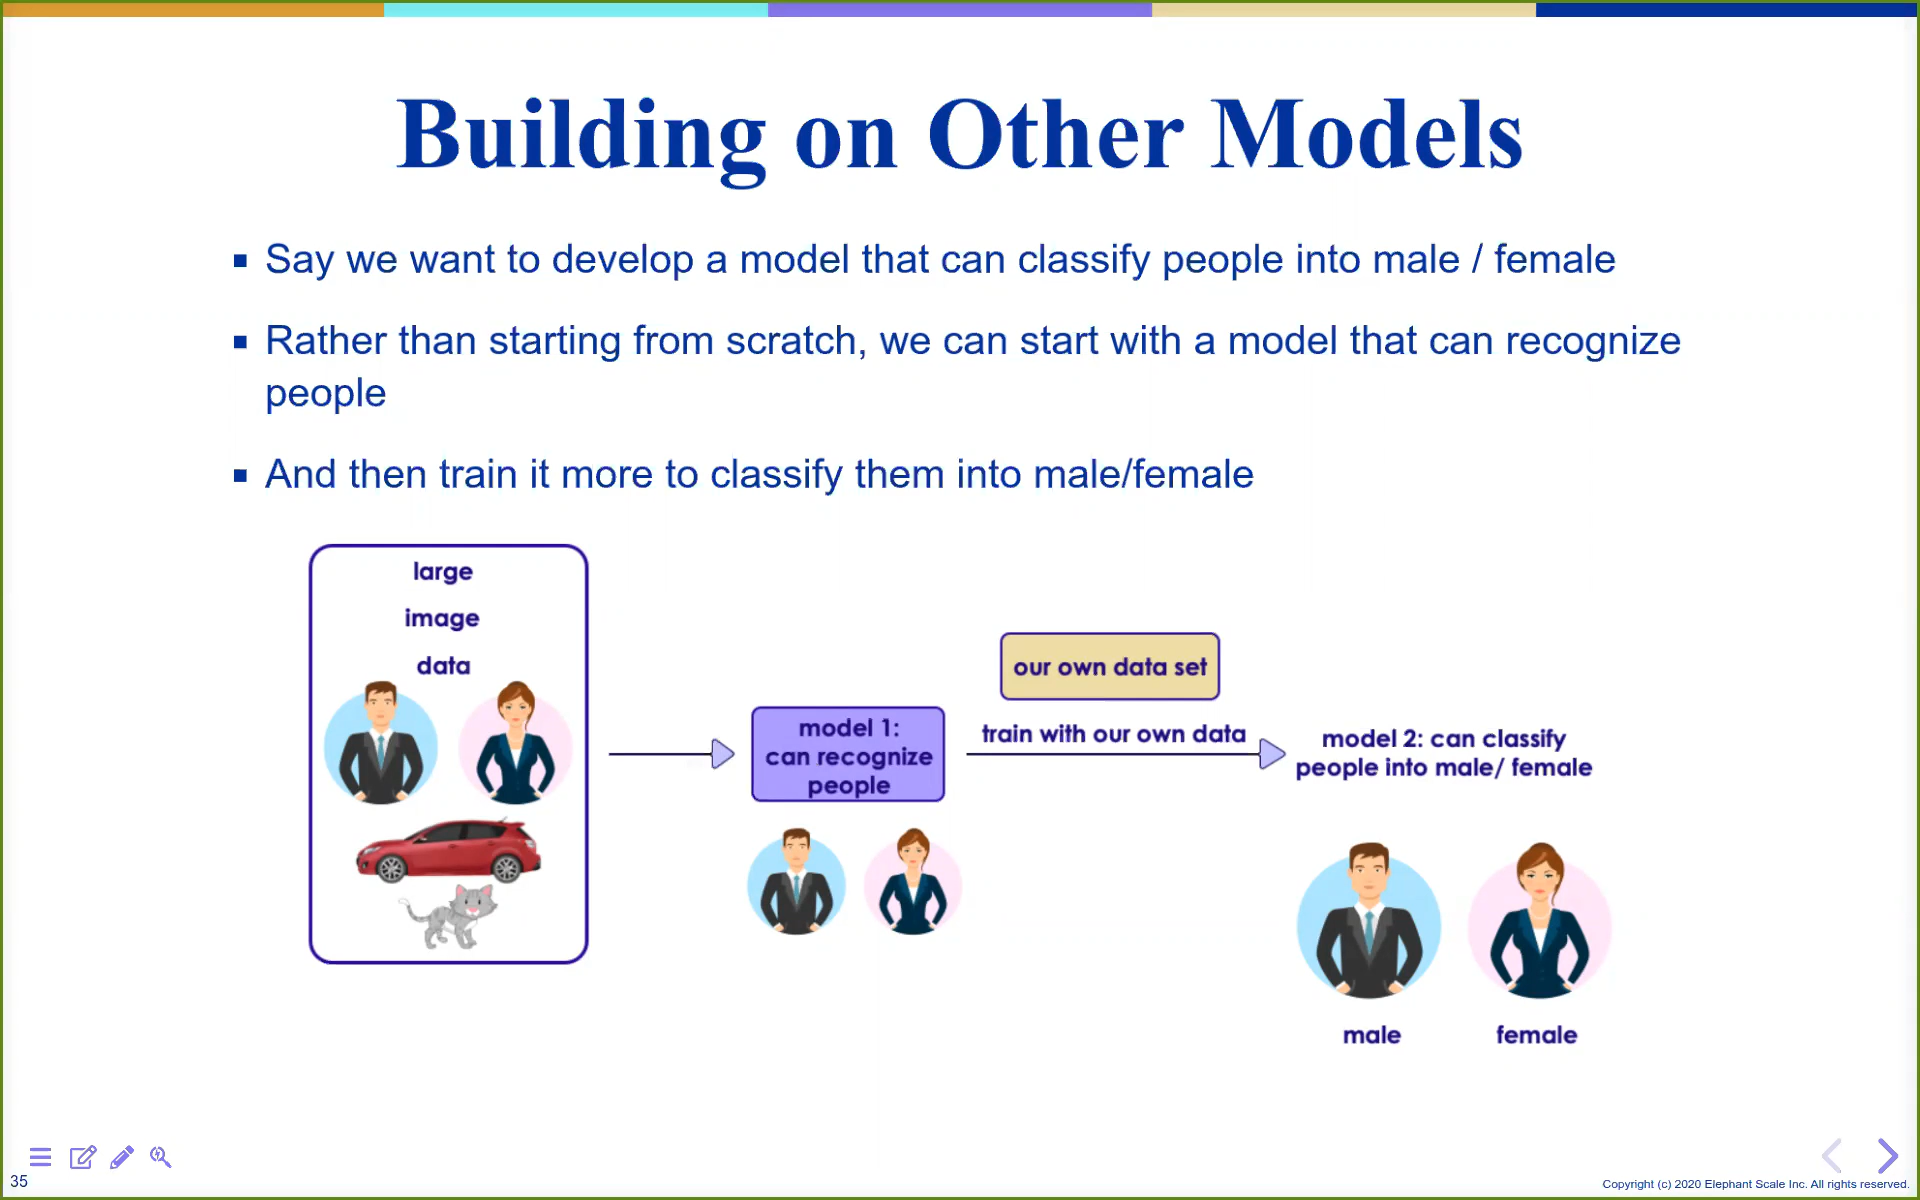 Building on Other Models
Say we want to develop a model that can classify people into male / female
Rather than starting from scratch, we can start with a model that can recognize
people
And then train it more to classify them into male/female
large
image
data
our own data set
model 1:
can recognize
people
train with our own data
model 2: can classify
people into male/ female
male
female
35
Copyright (c) 2020 Elephant Scale Inc. All rights reserved.